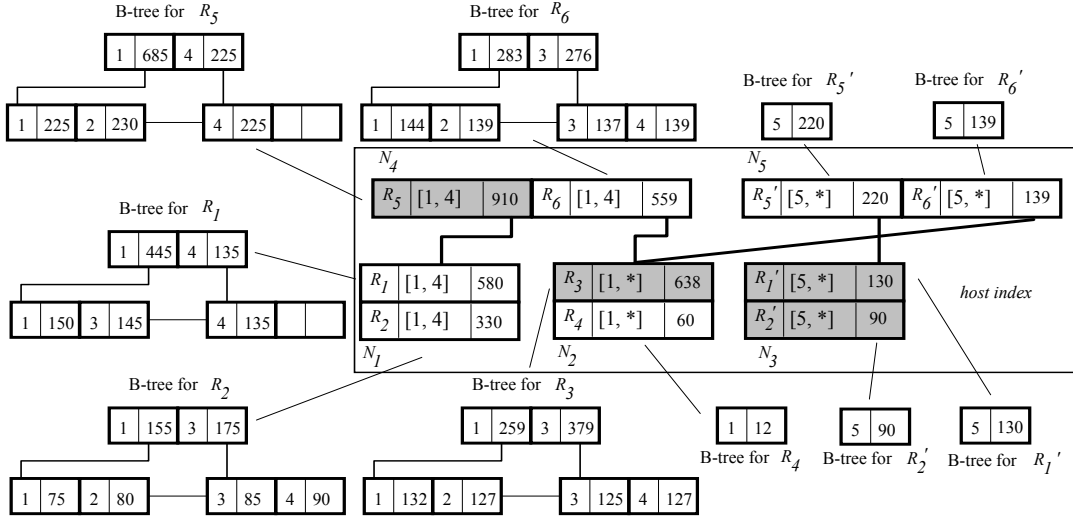 B-tree for R5
1 685 4 225
1 225 2 230
4 225
B-tree for R6
1 283 3 276
1 144 2 139
3 137 4 139
B-tree for R5'
5 220
B-tree for R6'
5 139
N4
R5 [1, 4] 910 R6 [1, 4] 559
N5
R5' [5, *] 220 R6' [5, *] 139
B-tree for R1
1 445 4 135
1 150 3 145
4 135
R1 [1, 4] 580
R2 [1, 4] 330
N1
R3 [1, *] 638
R4 [1, *] 60
N2
R1' [5, *] 130
R2' [5, *] 90
N3
host index
B-tree for R2
1 155 3 175
1 75 2 80
3 85 4 90
B-tree for R3
1 259 3 379
1 132 2 127
3 125 4 127
1 12
B-tree for R4
5 90
B-tree for R2'
5 130
B-tree for R1'